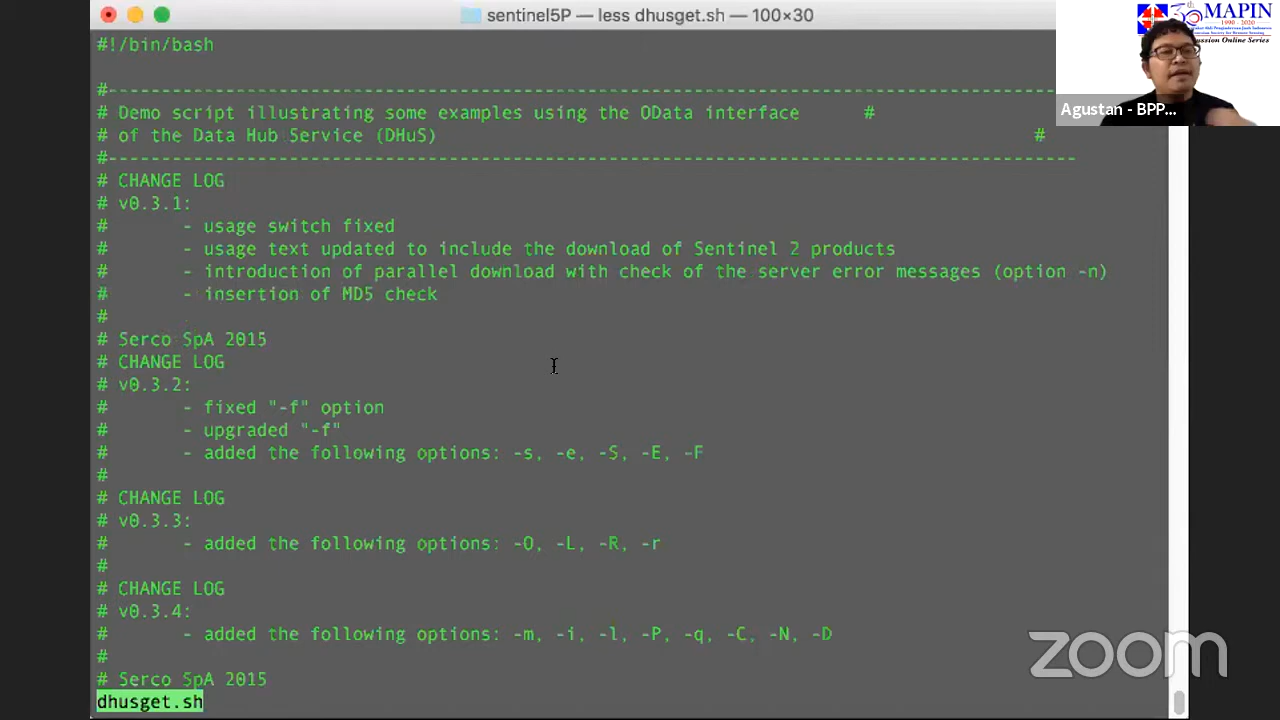 sentinel5P — less dhusget.sh — 100×30
#!/bin/bash
#-------------------------------------------------------------------------------------------
# Demo script illustrating some examples using the OData interface #
# of the Data Hub Service (DHuS) #
#-------------------------------------------------------------------------------------------
# CHANGE LOG
# v0.3.1:
# - usage switch fixed
# - usage text updated to include the download of Sentinel 2 products
# - introduction of parallel download with check of the server error messages (option -n)
# - insertion of MD5 check
#
# Serco SpA 2015
# CHANGE LOG
# v0.3.2:
# - fixed "-f" option
# - upgraded "-f"
# - added the following options: -s, -e, -S, -E, -F
#
# CHANGE LOG
# v0.3.3:
# - added the following options: -O, -L, -R, -r
#
# CHANGE LOG
# v0.3.4:
# - added the following options: -m, -i, -l, -P, -q, -C, -N, -D
#
# Serco SpA 2015
dhusget.sh
MAPIN
1990 - 2020
Agustan - BPP...
zoom